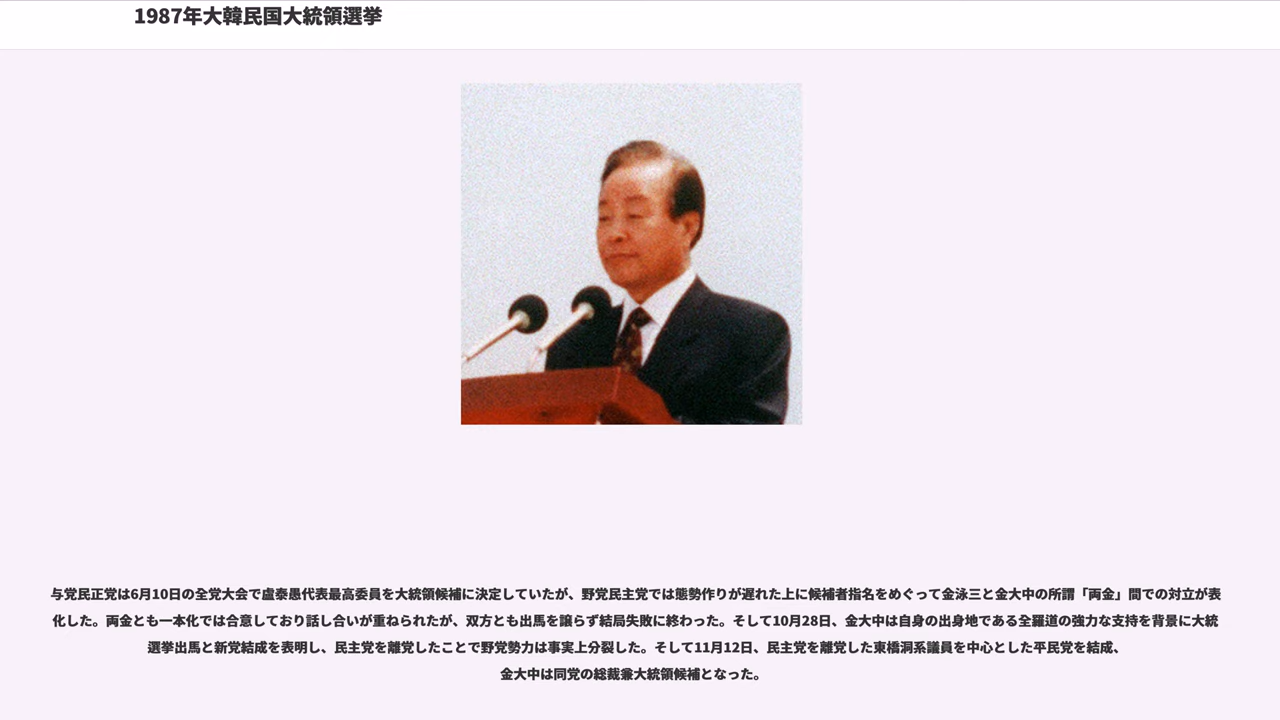 1987年大韓民国大統領選挙
与党民正党は6月10日の全党大会で盧泰愚代表最高委員を大統領候補に決定していたが、野党民主党では態勢作りが遅れた上に候補者指名をめぐって金泳三と金大中の所謂「両金」間での対立が表
化した。両金とも一本化では合意しており話し合いが重ねられたが、双方とも出馬を譲らず結局失敗に終わった。そして10月28日、金大中は自身の出身地である全羅道の強力な支持を背景に大統
選挙出馬と新党結成を表明し、民主党を離党したことで野党勢力は事実上分裂した。そして11月12日、民主党を離党した東橋洞系議員を中心とした平民党を結成、
金大中は同党の総裁兼大統領候補となった。